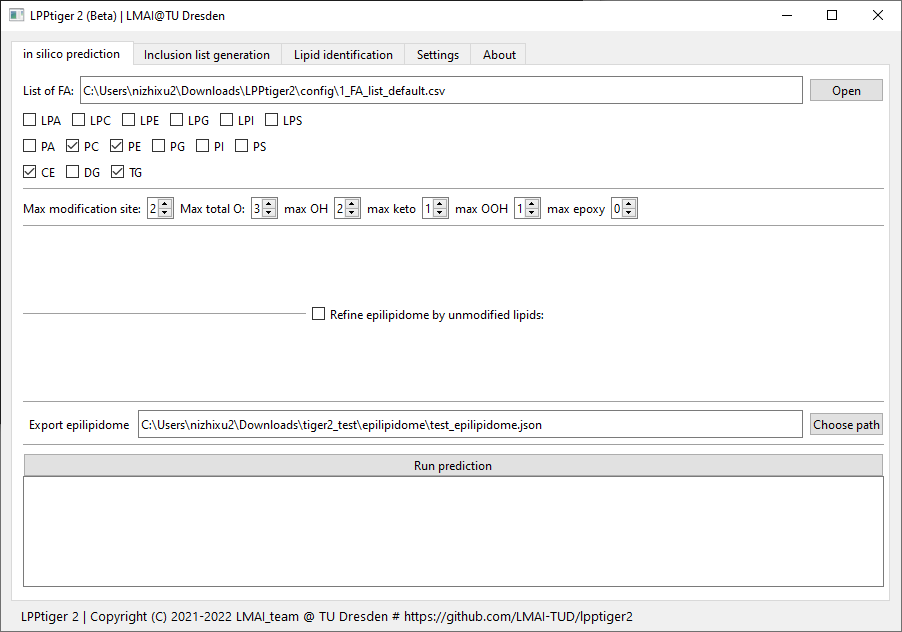 LPPtiger 2 (Beta) | LMAI@TU Dresden
in silico prediction Inclusion list generation Lipid identification Settings About
List of FA: C:\Users\nizhixu2\Downloads\LPPtiger2\config\1_FA_list_default.csv Open
LPA LPC LPE LPG LPI LPS
PA PC PE PG PI PS
CE DG TG
Max modification site: 2 Max total O: 3 max OH 2 max keto 1 max OOH 1 max epoxy 0
Refine epilipidome by unmodified lipids:
Export epilipidome C:\Users\nizhixu2\Downloads\tiger2_test\epilipidome\test_epilipidome.json Choose path
Run prediction
LPPtiger 2 | Copyright (C) 2021-2022 LMAI_team @ TU Dresden # https://github.com/LMAI-TUD/lpptiger2